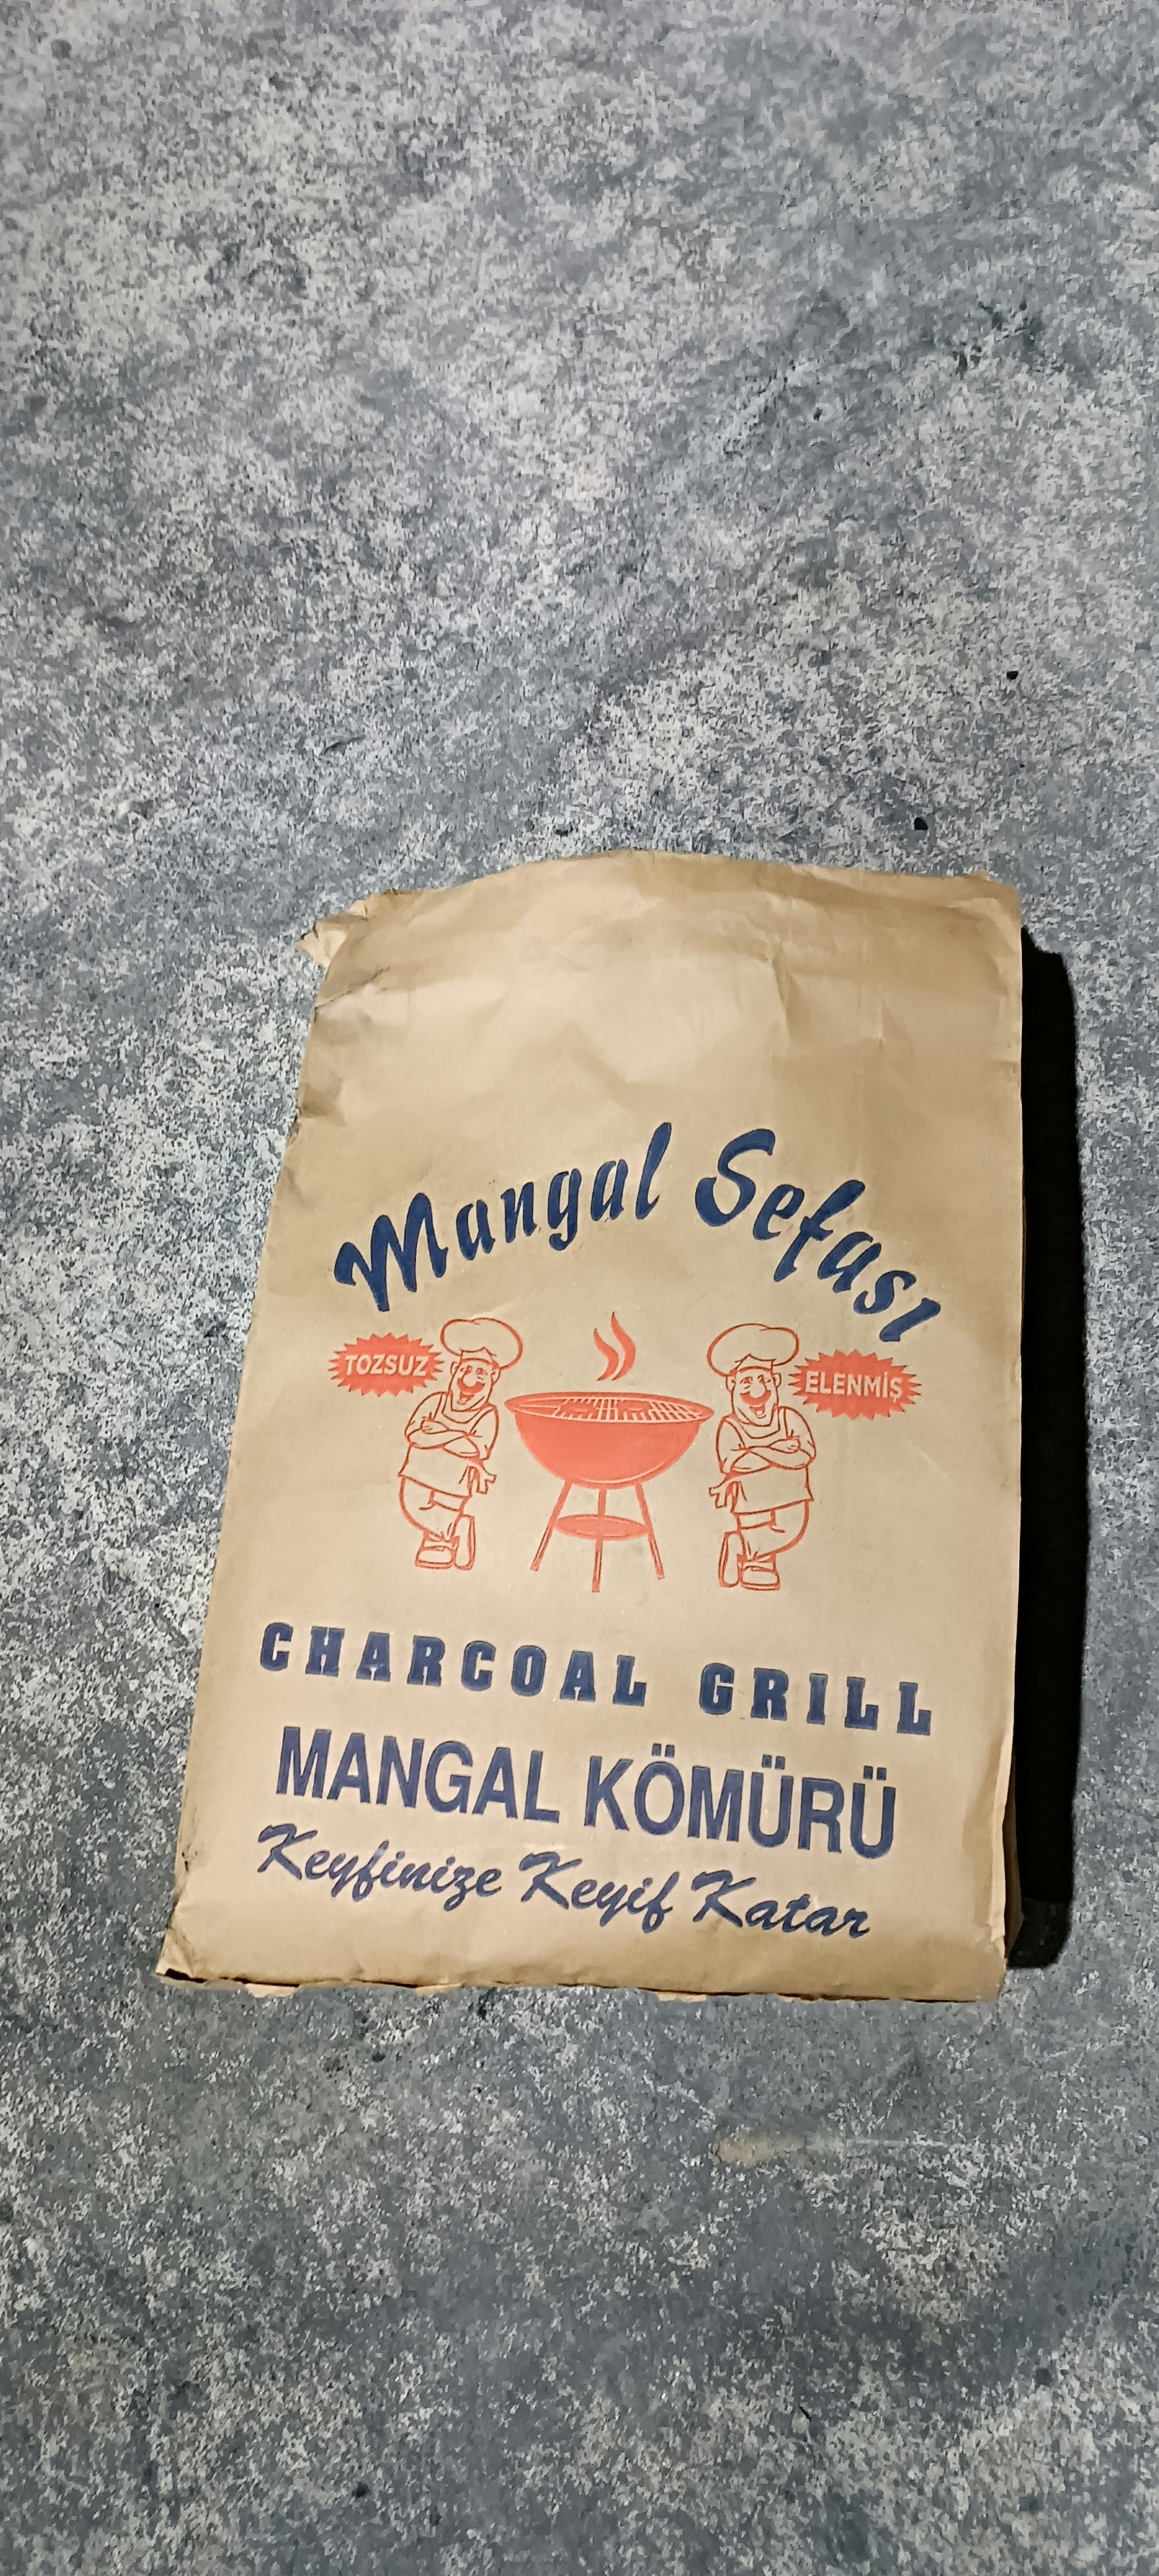 Mangal Sefası
TOZSUZ
ELENMİŞ
CHARCOAL GRILL
MANGAL KÖMÜRÜ
Keyfinize Keyif Katar